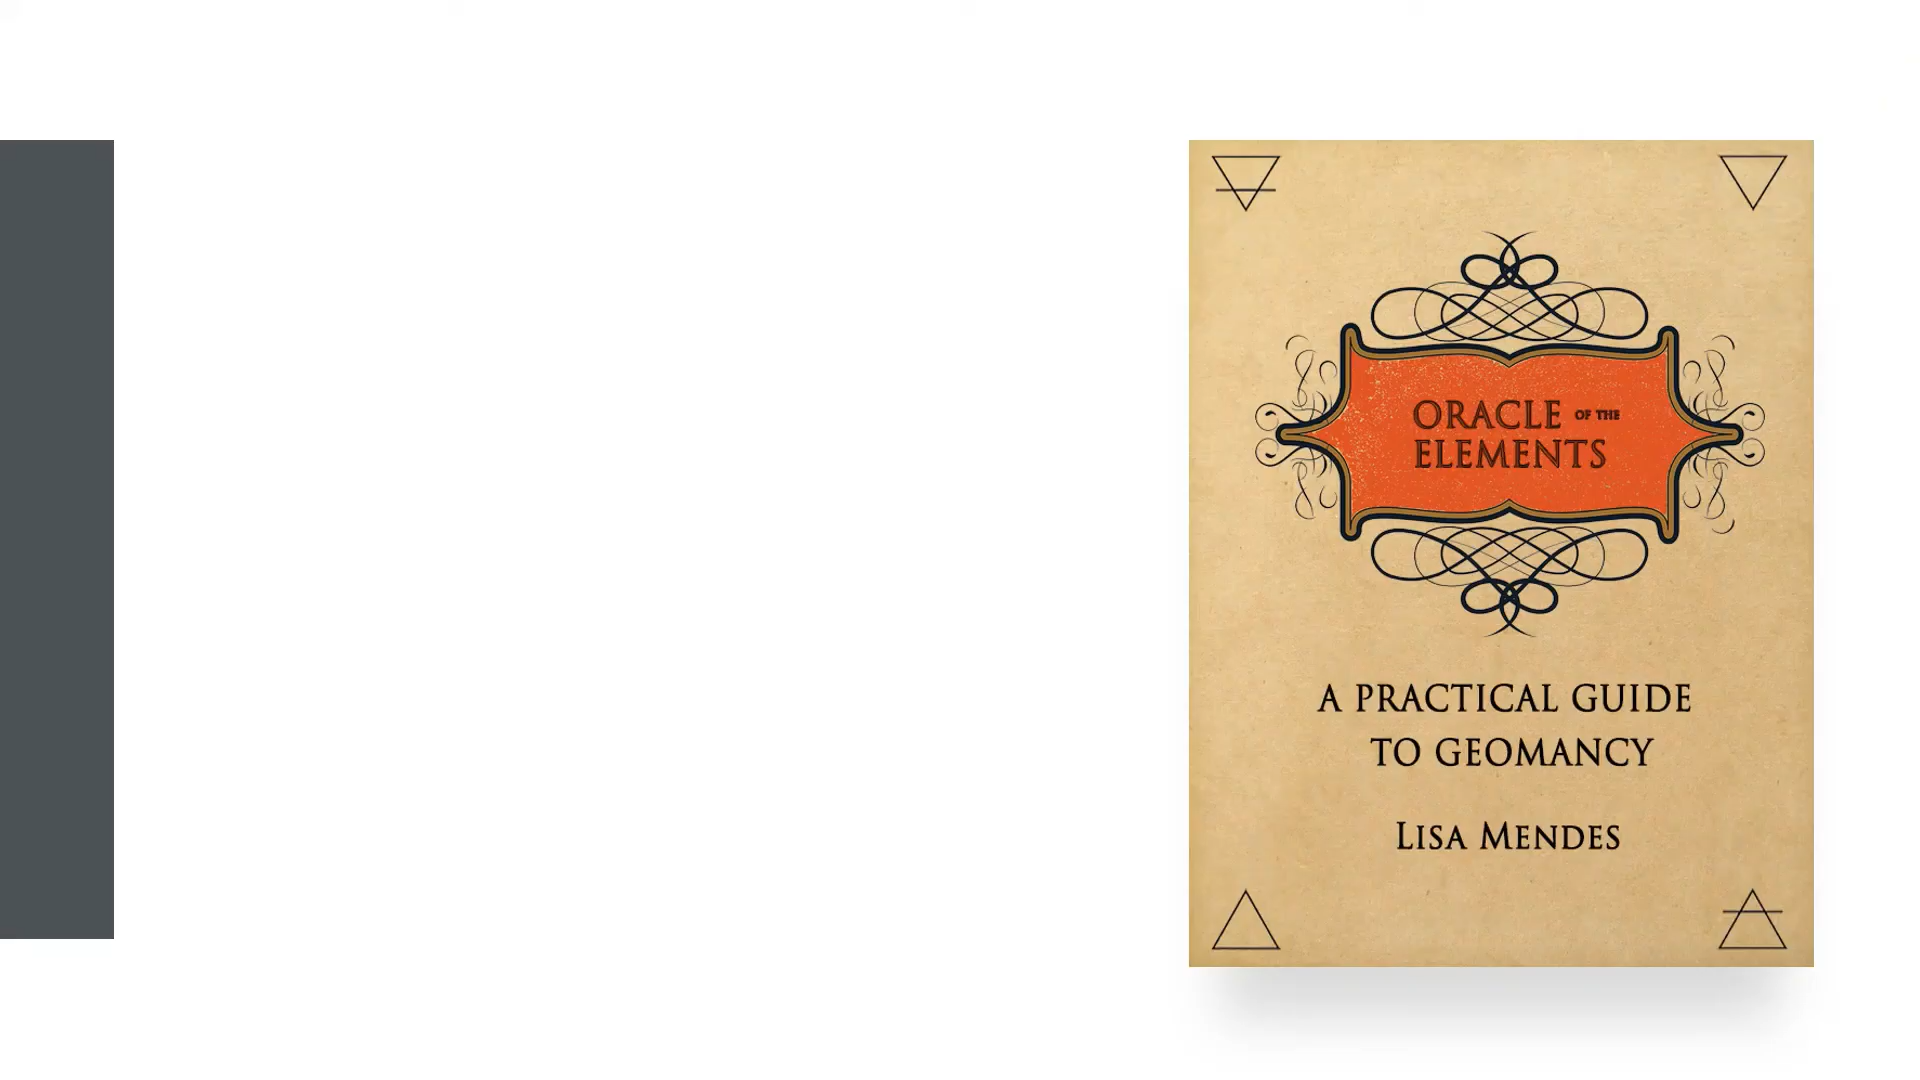 ORACLE OF THE
ELEMENTS
A PRACTICAL GUIDE
TO GEOMANCY
LISA MENDES